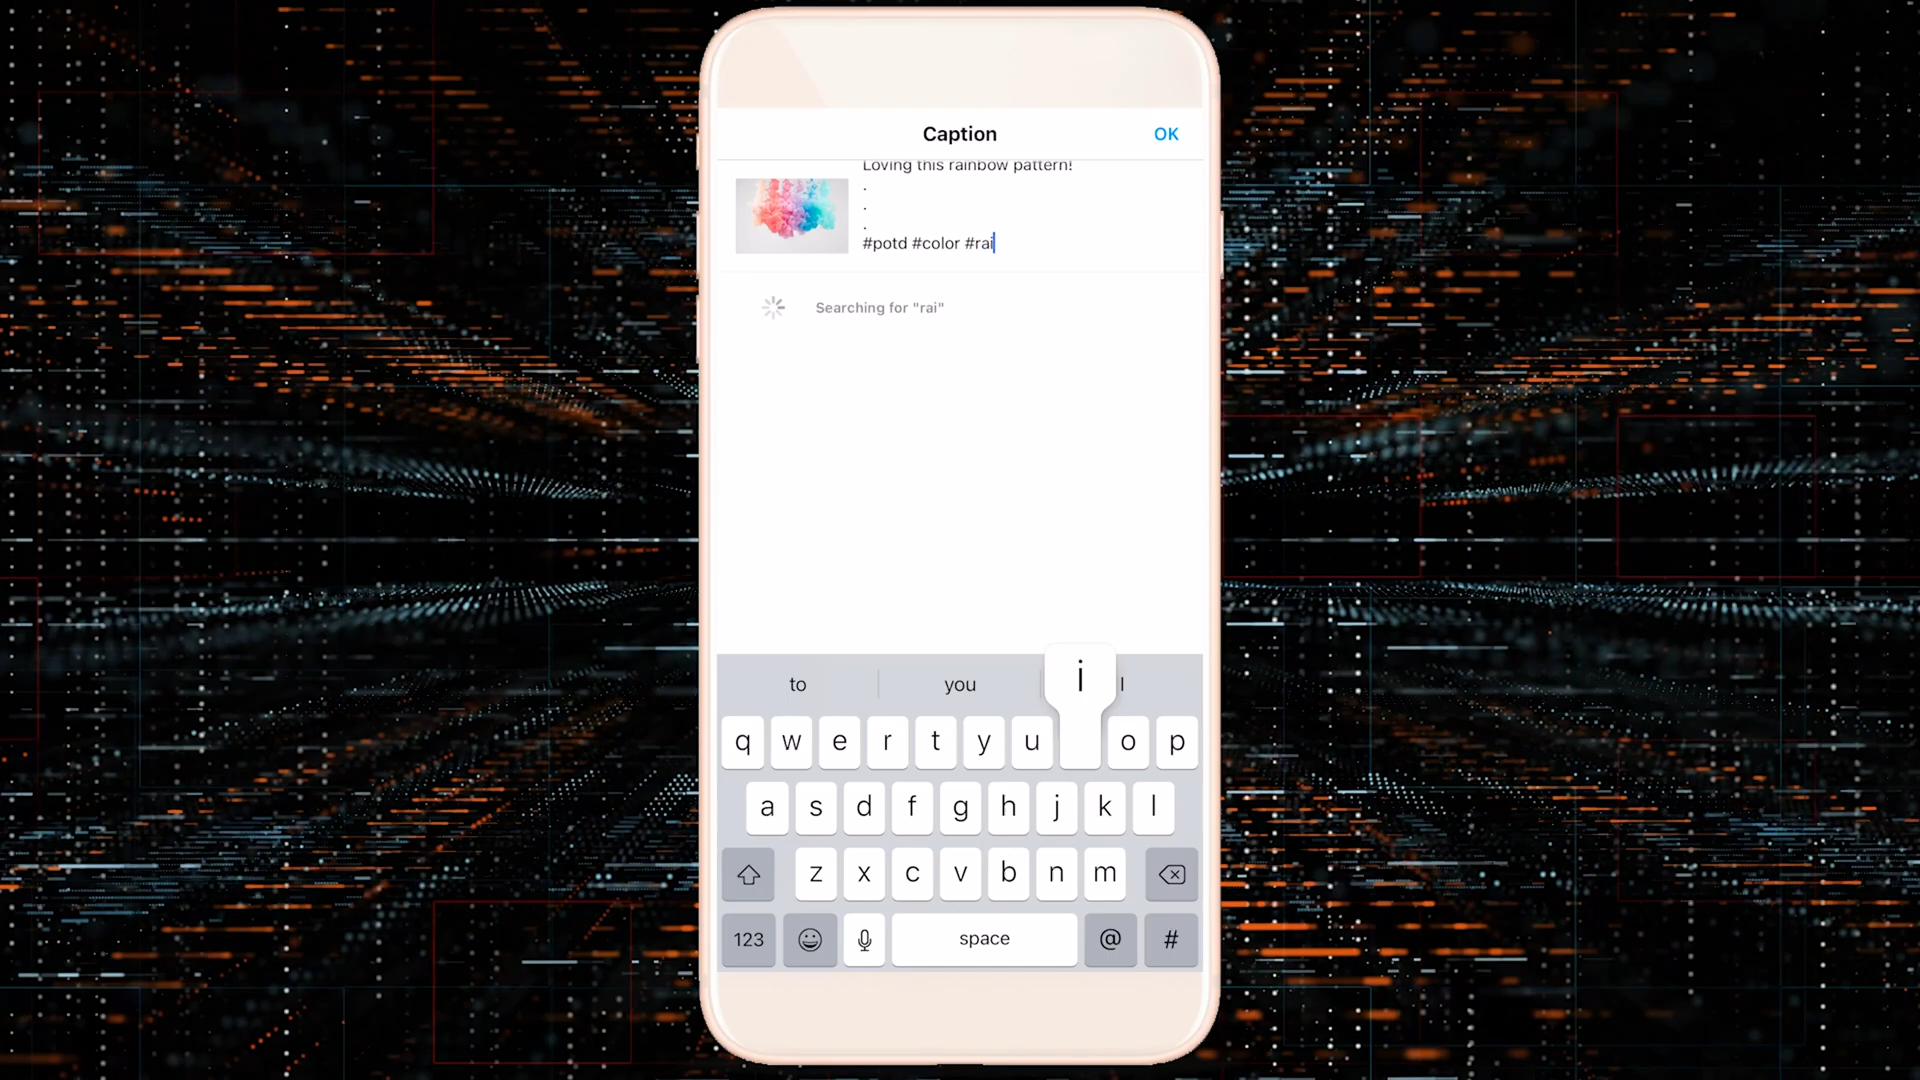 Caption OK
Loving this rainbow pattern!
.
.
.
#potd #color #rai
Searching for "rai"
to you I
i
q w e r t y u o p
a s d f g h j k l
z x c v b n m
123 space @ #